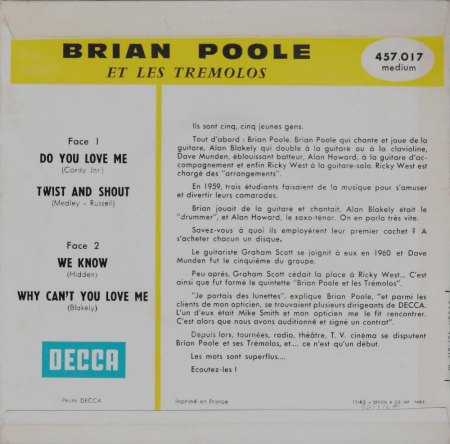 BRIAN POOLE
ET LES TREMOLOS
457.017
medium
Face 1
DO YOU LOVE ME
(Cordy Jnr.)
TWIST AND SHOUT
(Medley - Russell)
Face 2
WE KNOW
(Hidden)
WHY CAN'T YOU LOVE ME
(Blakely)
DECCA
Photo DECCA
Ils sont cinq, cinq jeunes gens.
Tout d'abord : Brian Poole. Brian Poole qui chante et joue de la
guitare, Alan Blakely qui double à la guitare ou à la clavioline,
Dave Munden, éblouissant batteur, Alan Howard, à la guitare d'ac-
compagnement et enfin Ricky West, à la guitare-solo. Ricky West est
chargé des "arrangements".
En 1959, trois étudiants faisaient de la musique pour s'amuser
et divertir leurs camarades.
Brian jouait de la guitare et chantait, Alan Blakely était le
"drummer", et Alan Howard, le saxo-ténor. On en parla très vite.
Savez-vous à quoi ils employèrent leur premier cachet ? A
s'acheter chacun un disque.
Le guitariste Graham Scott se joignit à eux en 1960 et Dave
Munden fut le cinquième du groupe.
Peu après, Graham Scott cédait la place à Ricky West... C'est
ainsi que fut formé le quintette "Brian Poole et les Trémolos".
"Je portais des lunettes", explique Brian Poole, "et parmi les
clients de mon opticien, se trouvaient plusieurs dirigeants de DECCA.
L'un d'eux était Mike Smith et mon opticien me le fit rencontrer.
C'est alors que nous avons auditionné et signé un contrat".
Depuis lors, tournées, radio, théâtre, T. V. cinéma se disputent
Brian Poole et ses Trémolos, et.... ce n'est qu'un début.
Les mots sont superflus....
Ecoutez-les !
Imprimé en France
11-63